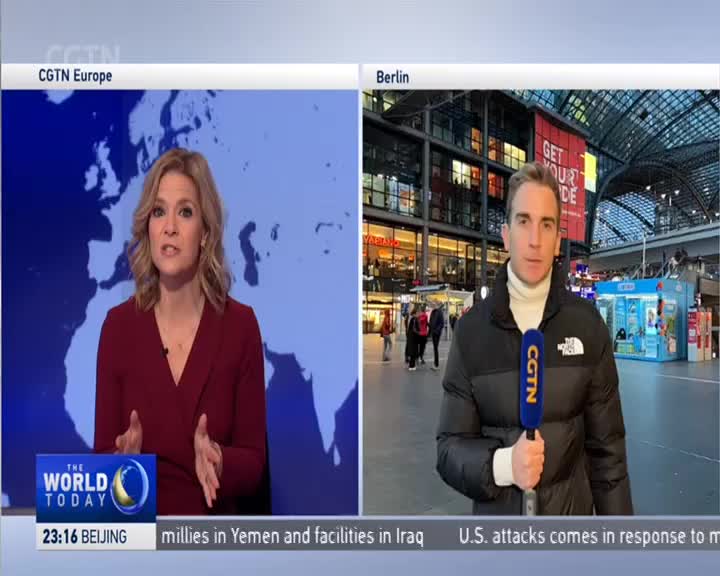 CGTN
CGTN Europe
Berlin
GET
YOUR
VAPIANO
THE
NORTH
FACE
CGTN
THE
WORLD
TODAY
23:16 BEIJING
millies in Yemen and facilities in Iraq
U.S. attacks comes in response to m